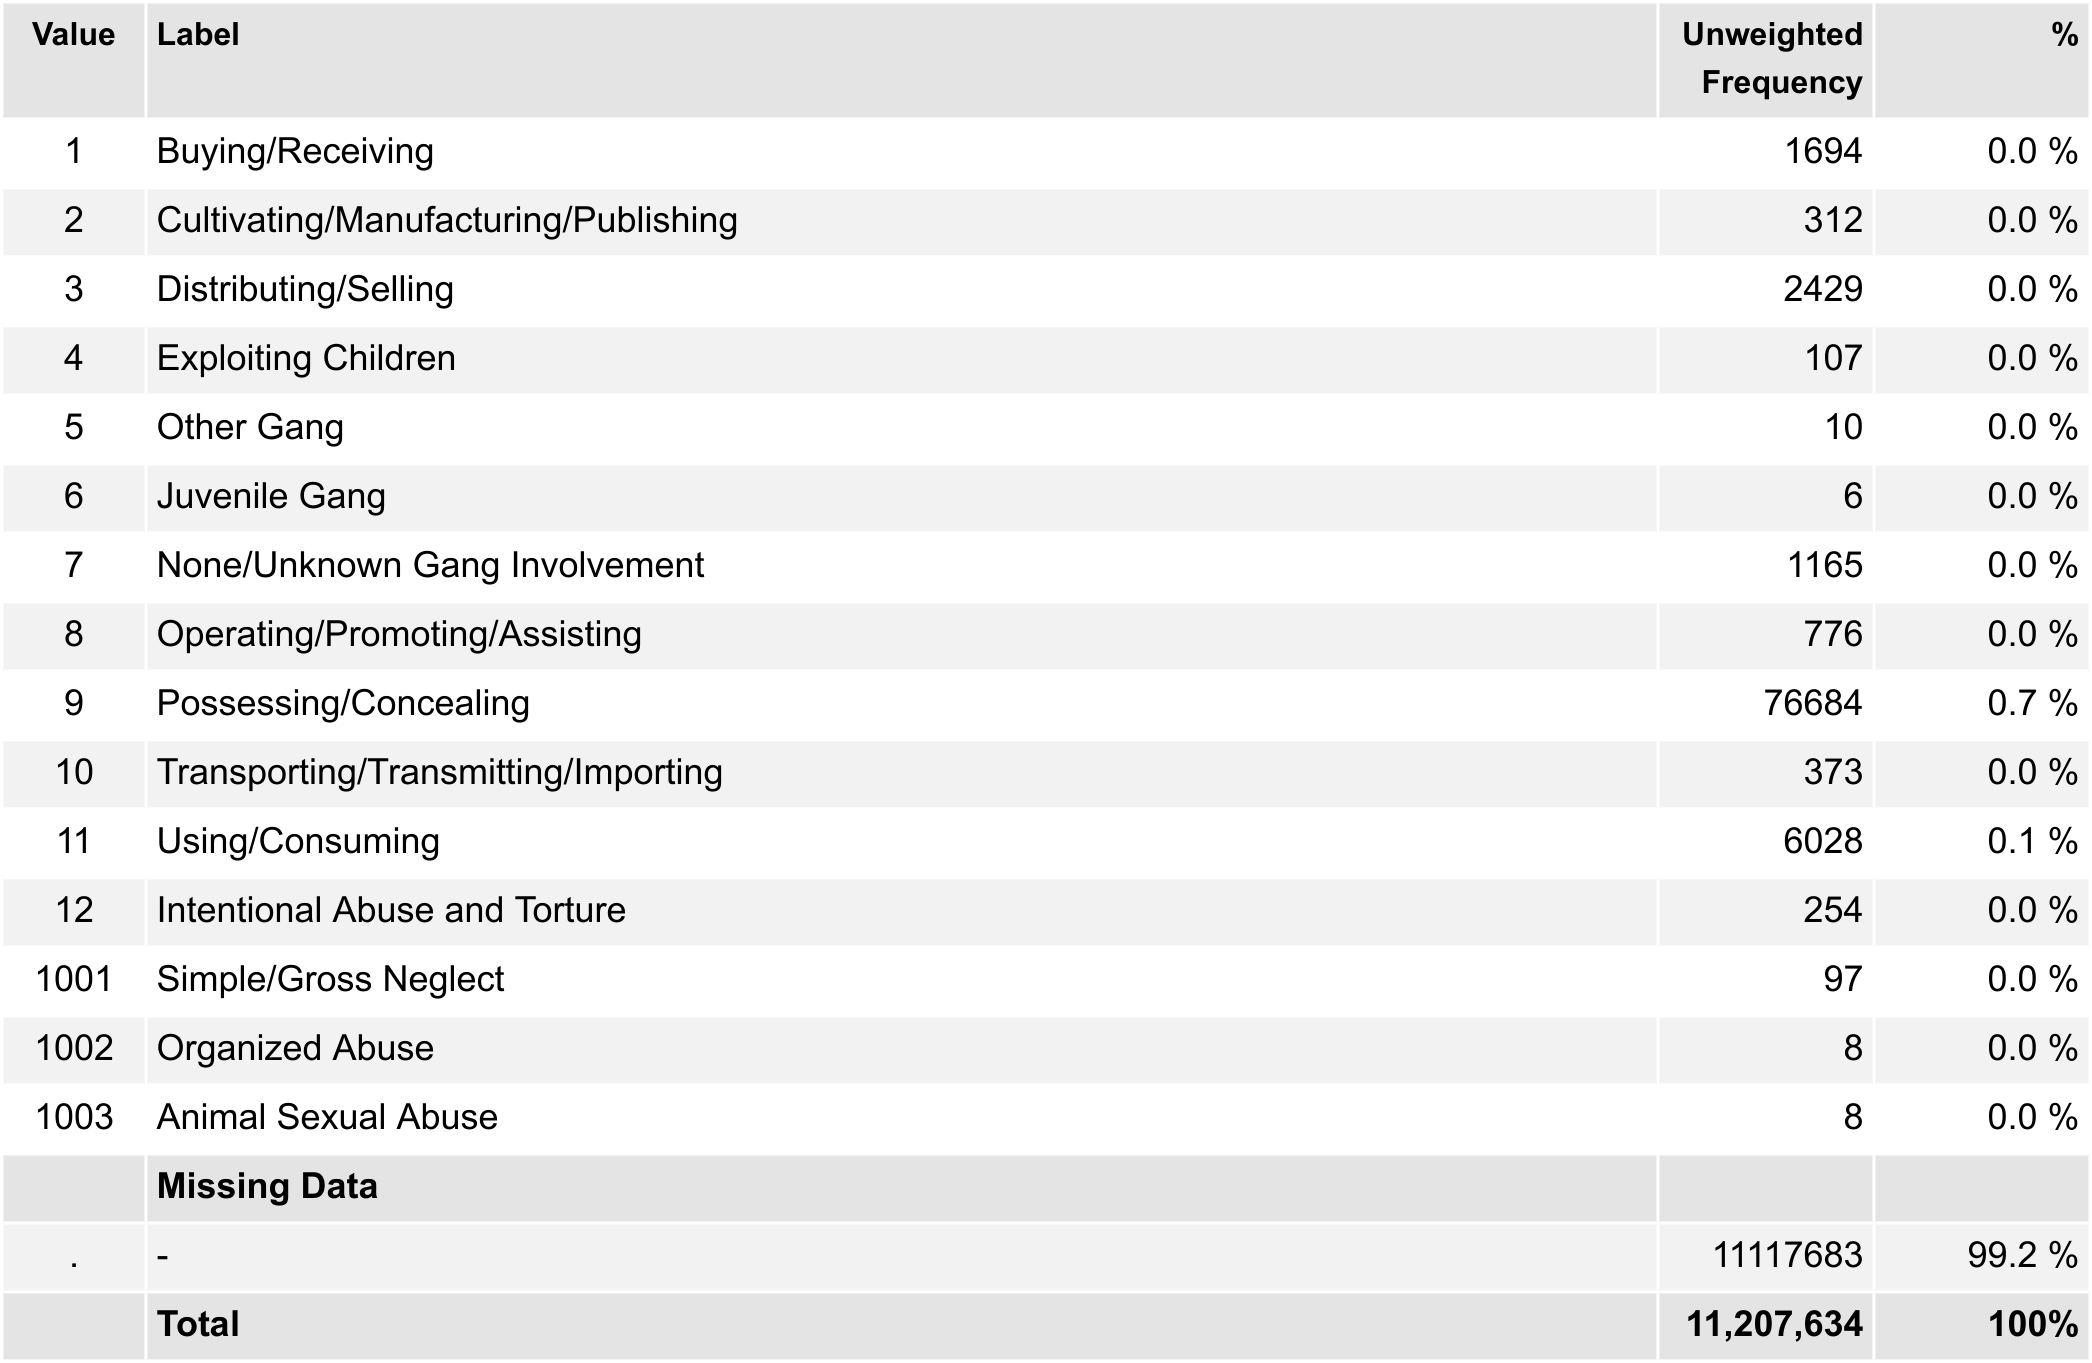 Value Label Unweighted Frequency %
1 Buying/Receiving 1694 0.0 %
2 Cultivating/Manufacturing/Publishing 312 0.0 %
3 Distributing/Selling 2429 0.0 %
4 Exploiting Children 107 0.0 %
5 Other Gang 10 0.0 %
6 Juvenile Gang 6 0.0 %
7 None/Unknown Gang Involvement 1165 0.0 %
8 Operating/Promoting/Assisting 776 0.0 %
9 Possessing/Concealing 76684 0.7 %
10 Transporting/Transmitting/Importing 373 0.0 %
11 Using/Consuming 6028 0.1 %
12 Intentional Abuse and Torture 254 0.0 %
1001 Simple/Gross Neglect 97 0.0 %
1002 Organized Abuse 8 0.0 %
1003 Animal Sexual Abuse 8 0.0 %
Missing Data
. - 11117683 99.2 %
Total 11,207,634 100%